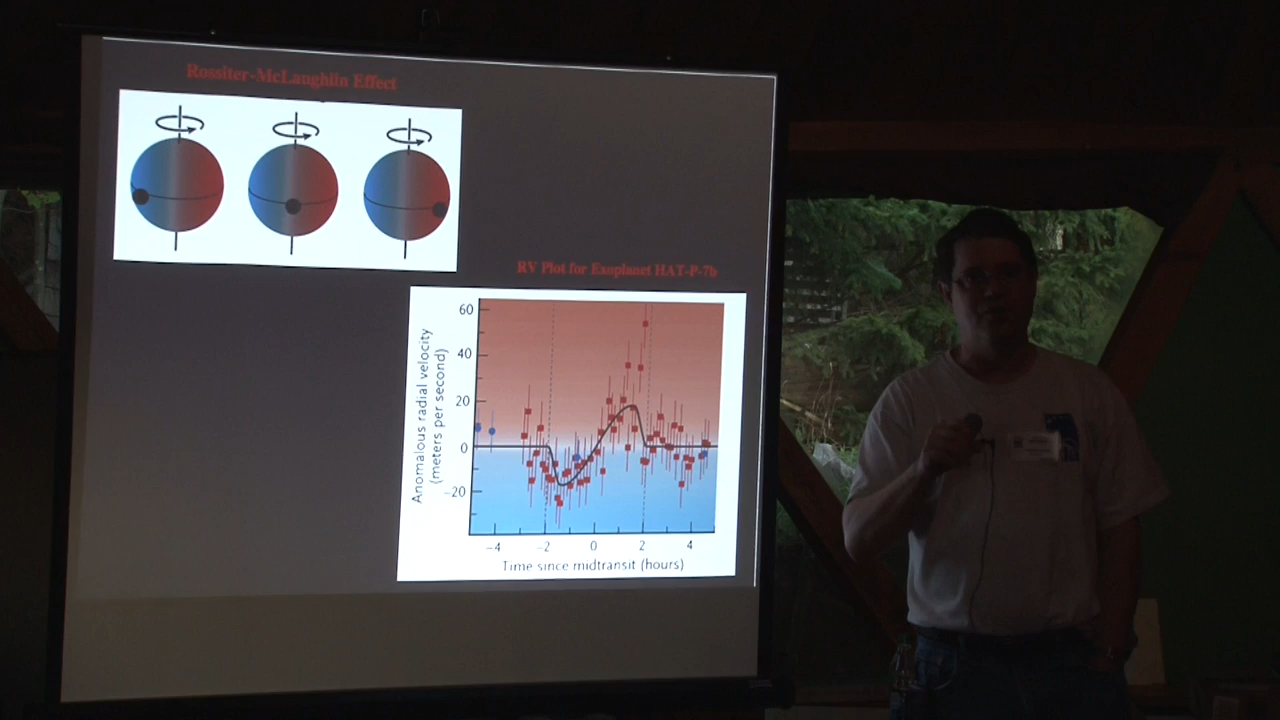 Rossiter-McLaughlin Effect
RV Plot for Exoplanet HAT-P-7b
Anomalous radial velocity
(meters per second)
60
40
20
0
−20
−4 −2 0 2 4
Time since midtransit (hours)